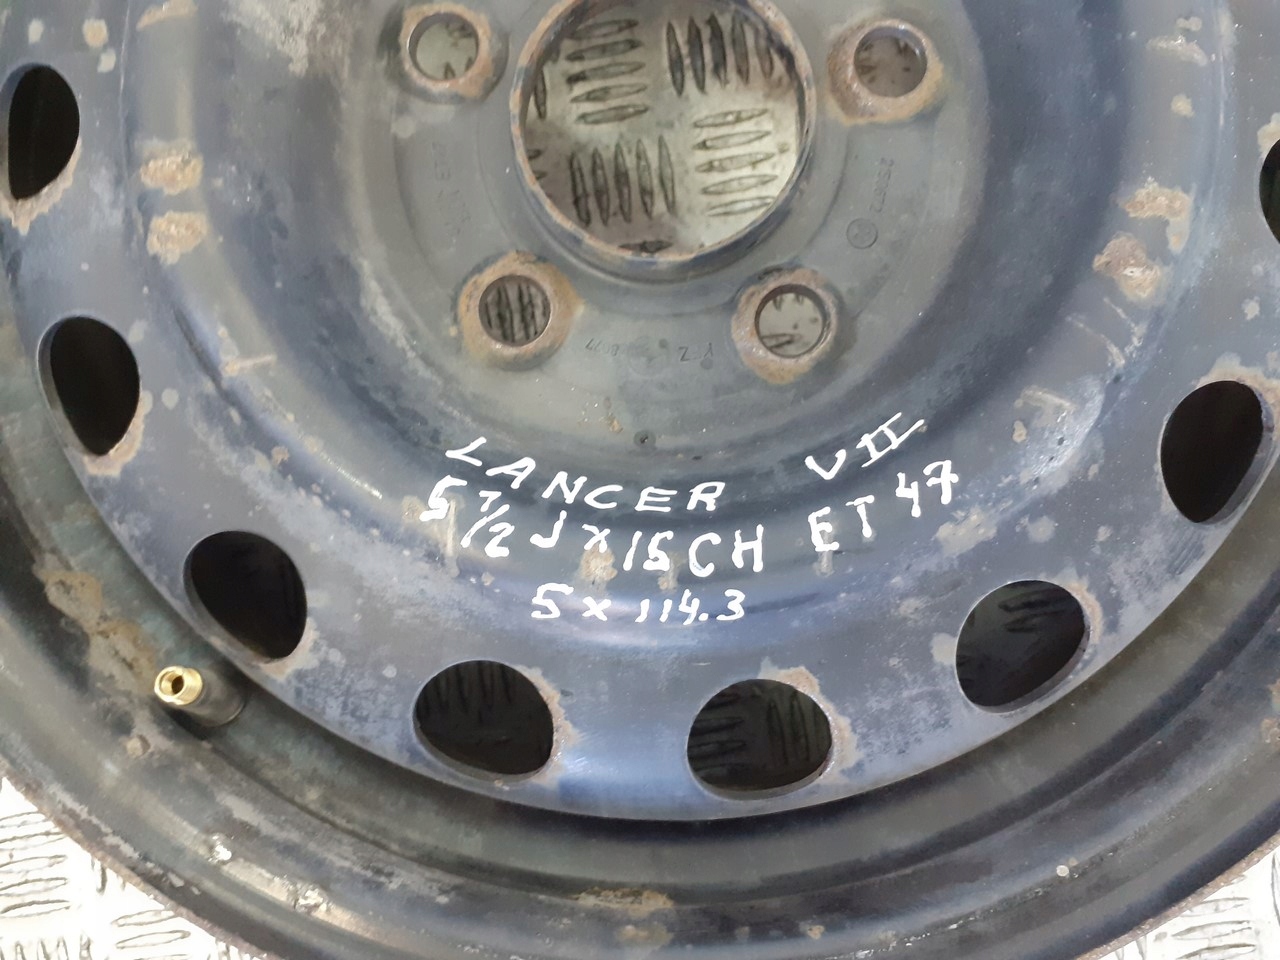 LANCER VII
5 1/2 J x 15 CH ET 47
5 x 114.3